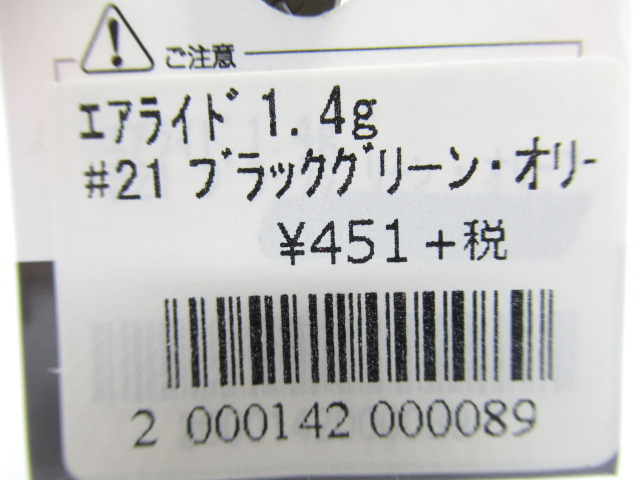 ご注意
エアライド 1.4g
#21 ブラックグリーン・オリー
¥451+税
2 000142 000089